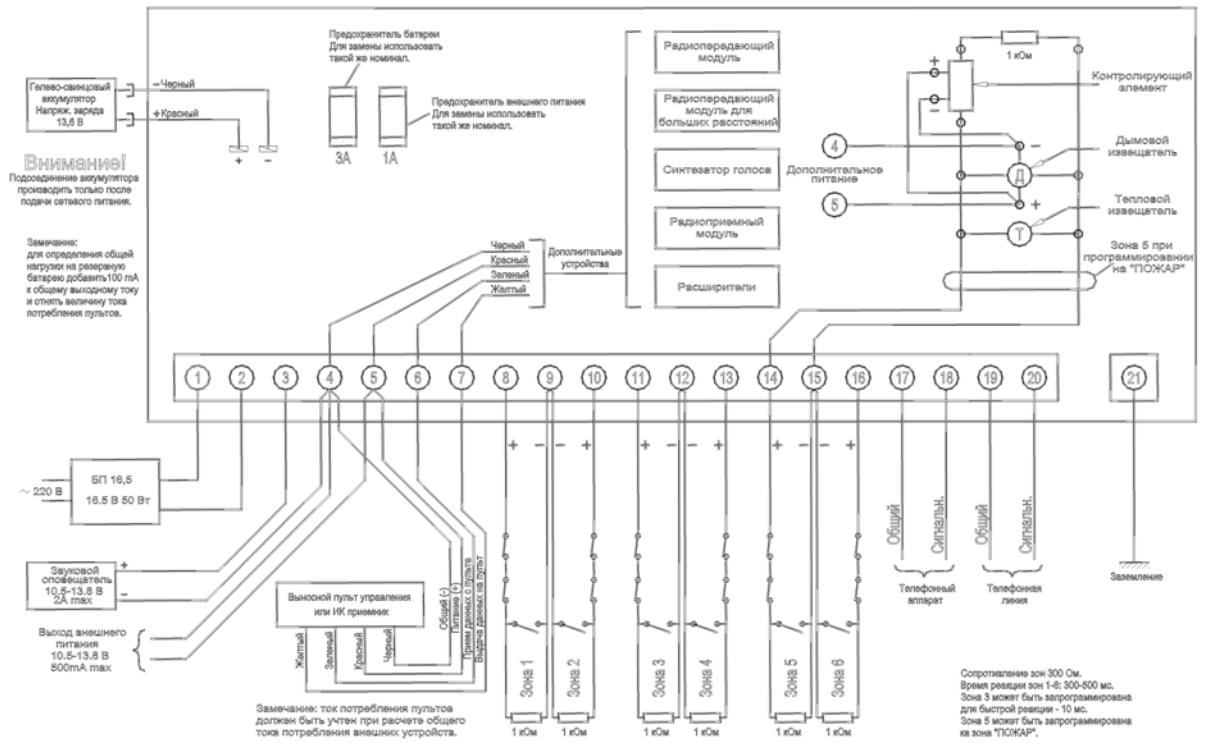 Предохранитель батареи
Для замены использовать
такой же номинал.
Предохранитель внешнего питания
Для замены использовать
такой же номинал.
3А
1А
Гелево-свинцовый
аккумулятор
Напряж. заряда
13,6 В
– Черный
+ Красный
+
–
Внимание!
Подсоединение аккумулятора
производить только после
подачи сетевого питания.
Замечание:
для определения общей
нагрузки на резервную
батарею добавить100 mA
к общему выходному току
и отнять величину тока
потребления пультов.
Черный
Красный
Зеленый
Желтый
Дополнительные
устройства
Радиопередающий
модуль
Радиопередающий
модуль для
больших расстояний
Синтезатор голоса
Радиоприемный
модуль
Расширители
4
Дополнительное
питание
5
1 кОм
+
–
Контролирующий
элемент
–
Дымовой
извещатель
Д
+
Тепловой
извещатель
Т
Зона 5 при
программировании
на "ПОЖАР"
1 2 3 4 5 6 7 8 9 10 11 12 13 14 15 16 17 18 19 20 21
+ – – + + – – + + – – +
~ 220 В
БП 16,5
16.5 В 50 Вт
Звуковой
оповещатель
10.5-13.8 В
2А max
+
–
Выход внешнего
питания
10.5-13.8 В
500mA max
Выносной пульт управления
или ИК приемник
Желтый
Зеленый
Красный
Черный
Общий (-)
Питание (+)
Прием данных с пульта
Выдача данных на пульт
Замечание: ток потребления пультов
должен быть учтен при расчете общего
тока потребления внешних устройств.
Зона 1
Зона 2
Зона 3
Зона 4
Зона 5
Зона 6
1 кОм 1 кОм 1 кОм 1 кОм 1 кОм 1 кОм
Общий
Сигнальн.
Общий
Сигнальн.
Телефонный
аппарат
Телефонная
линия
Заземление
Сопротивление зон 300 Ом.
Время реакции зон 1-6: 300-500 мс.
Зона 3 может быть запрограммирована
для быстрой реакции - 10 мс.
Зона 5 может быть запрограммирована
ка зона "ПОЖАР".